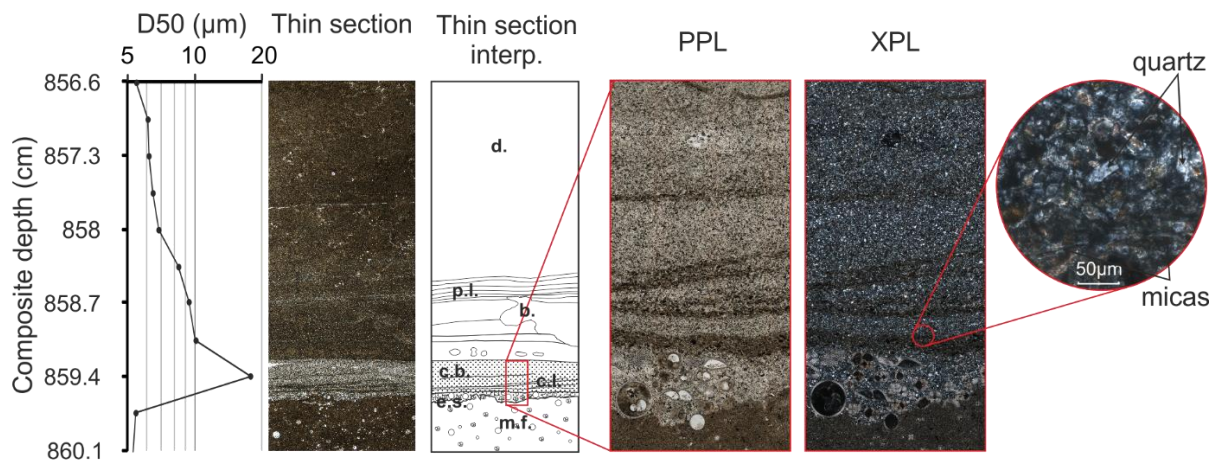 D50 (μm)
Thin section
Thin section
interp.
PPL
XPL
5
10
20
Composite depth (cm)
856.6
857.3
858
858.7
859.4
860.1
d.
p.l.
b.
c.b.
c.l.
e.s.
m.f.
quartz
50μm
micas